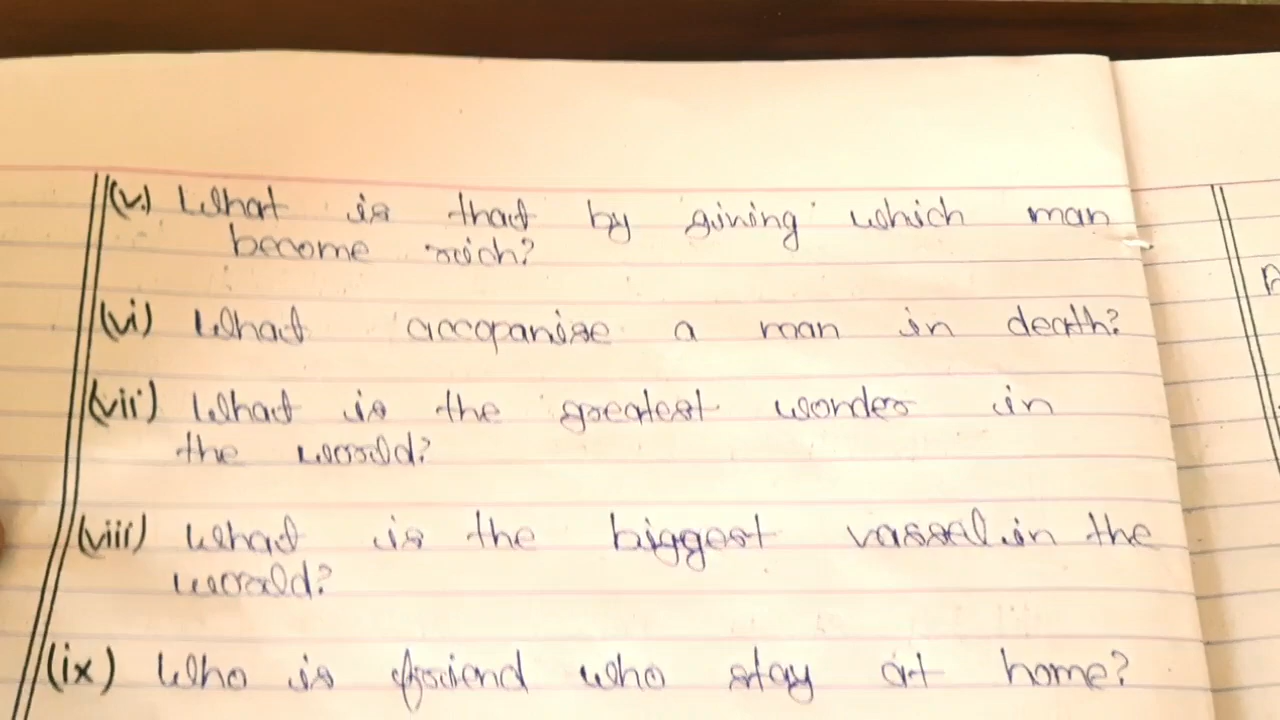 (v.) What is that by giving which man
become rich?
(vi) What accopanise a man in death?
(vii) What is the greatest wonder in
the world?
(viii) What is the biggest vassel in the
world?
(ix) Who is friend who stay at home?